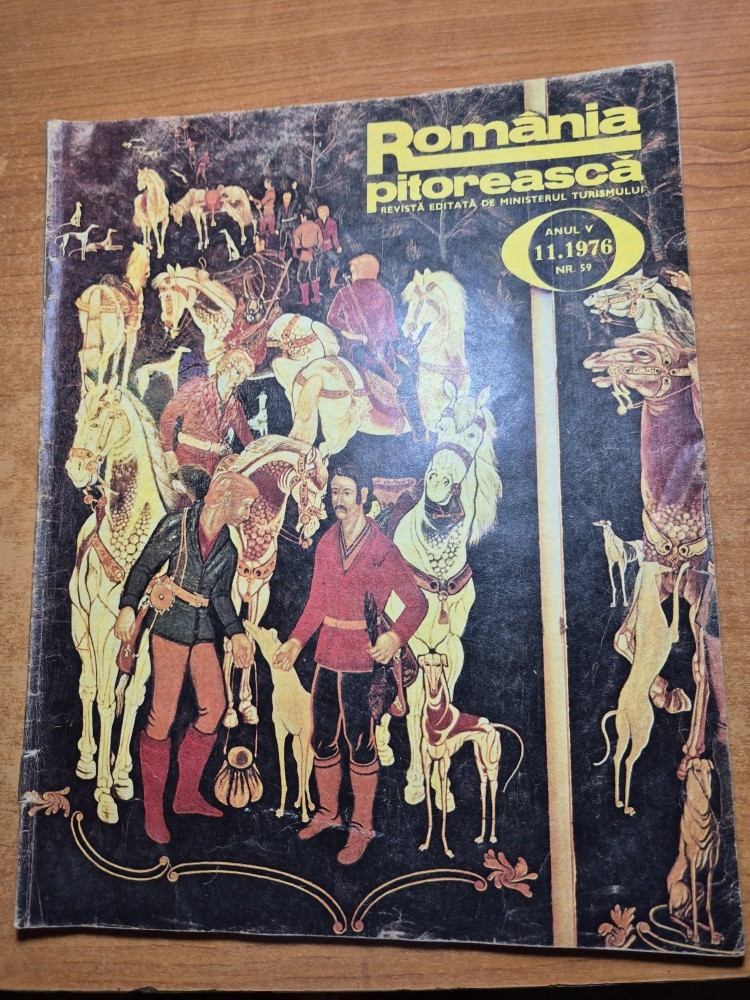 România
pitorească
REVISTĂ EDITATĂ DE MINISTERUL TURISMULUI
ANUL V
11.1976
NR. 59